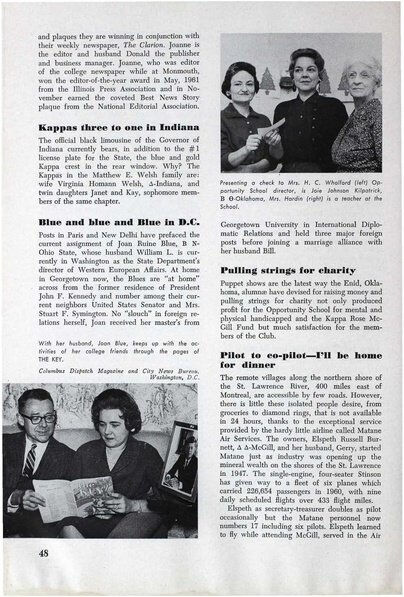 and plaques they are winning in conjunction with
their weekly newspaper, The Clarion. Joanne is
the editor and husband Donald the publisher
and business manager. Joanne, who was editor
of the college newspaper while at Monmouth,
won the editor-of-the-year award in May, 1961
from the Illinois Press Association and in No-
vember earned the coveted Best News Story
plaque from the National Editorial Association.
Kappas three to one in Indiana
The official black limousine of the Governor of
Indiana currently bears, in addition to the #1
license plate for the State, the blue and gold
Kappa crest in the rear window. Why? The
Kappas in the Matthew E. Welsh family are:
wife Virginia Homann Welsh, Δ-Indiana, and
twin daughters Janet and Kay, sophomore mem-
bers of the same chapter.
Blue and blue and Blue in D.C.
Posts in Paris and New Delhi have prefaced the
current assignment of Joan Ruine Blue, B N-
Ohio State, whose husband William L. is cur-
rently in Washington as the State Department's
director of Western European Affairs. At home
in Georgetown now, the Blues are "at home"
across from the former residence of President
John F. Kennedy and number among their cur-
rent neighbors United States Senator and Mrs.
Stuart F. Symington. No "slouch" in foreign re-
lations herself, Joan received her master's from
With her husband, Joan Blue, keeps up with the ac-
tivities of her college friends through the pages of
THE KEY.
Columbus Dispatch Magazine and City News Bureau,
Washington, D.C.
48
Presenting a check to Mrs. H. C. Whalford (left) Op-
portunity School director, is Joie Johnson Kilpatrick,
B Θ-Oklahoma, Mrs. Hardin (right) is a teacher at the
School.
Georgetown University in International Diplo-
matic Relations and held three major foreign
posts before joining a marriage alliance with
her husband Bill.
Pulling strings for charity
Puppet shows are the latest way the Enid, Okla-
homa, alumnæ have devised for raising money and
pulling strings for charity not only produced
profit for the Opportunity School for mental and
physical handicapped and the Kappa Rose Mc-
Gill Fund but much satisfaction for the mem-
bers of the Club.
Pilot to co-pilot—I'll be home
for dinner
The remote villages along the northern shore of
the St. Lawrence River, 400 miles east of
Montreal, are accessible by few roads. However,
there is little these isolated people desire, from
groceries to diamond rings, that is not available
in 24 hours, thanks to the exceptional service
provided by the hardy little airline called Matane
Air Services. The owners, Elspeth Russell Bur-
nett, Δ Δ-McGill, and her husband, Gerry, started
Matane just as industry was opening up the
mineral wealth on the shores of the St. Lawrence
in 1947. The single-engine, four-seater Stinson
has given way to a fleet of six planes which
carried 226,654 passengers in 1960, with nine
daily scheduled flights over 433 flight miles.
Elspeth as secretary-treasurer doubles as pilot
occasionally but the Matane personnel now
numbers 17 including six pilots. Elspeth learned
to fly while attending McGill, served in the Air